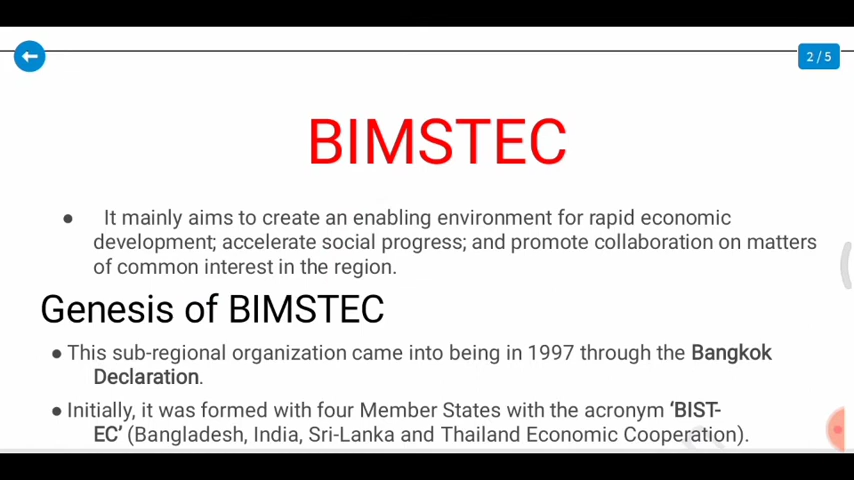 2 / 5
BIMSTEC
● It mainly aims to create an enabling environment for rapid economic
development; accelerate social progress; and promote collaboration on matters
of common interest in the region.
Genesis of BIMSTEC
● This sub-regional organization came into being in 1997 through the Bangkok
Declaration.
● Initially, it was formed with four Member States with the acronym ‘BIST-
EC’ (Bangladesh, India, Sri-Lanka and Thailand Economic Cooperation).